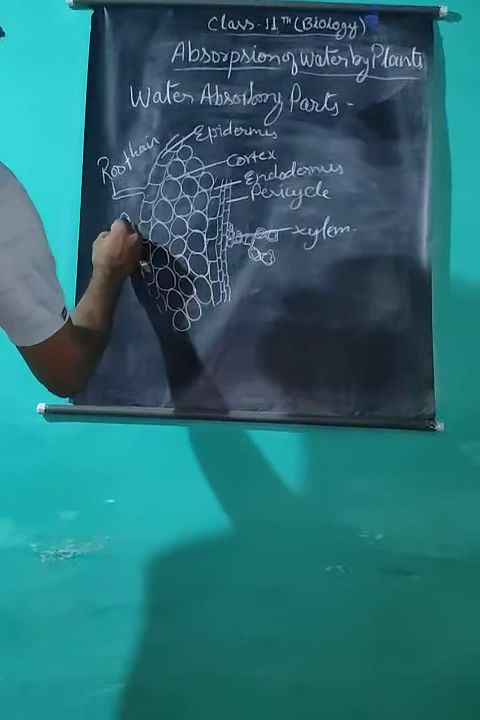 Class-11TH (Biology)
Absorpsion of Water by Plants
Water Absorbing Parts -
Root hair
Epidermis
Cortex
Endodermis
Pericycle
xylem.